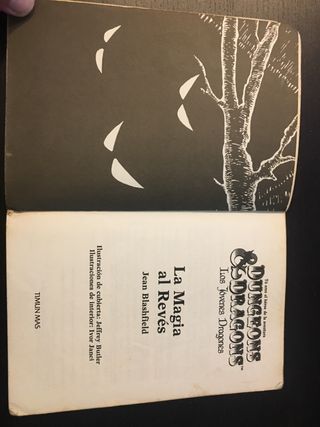 Tú eres el héroe de la aventura
DUNGEONS
& DRAGONS™
Los Jóvenes Dragones
La Magia
al Revés
Jean Blashfield
Ilustración de cubierta: Jeffrey Butler
Ilustraciones de interior: Ivor Janci
TIMUN MAS